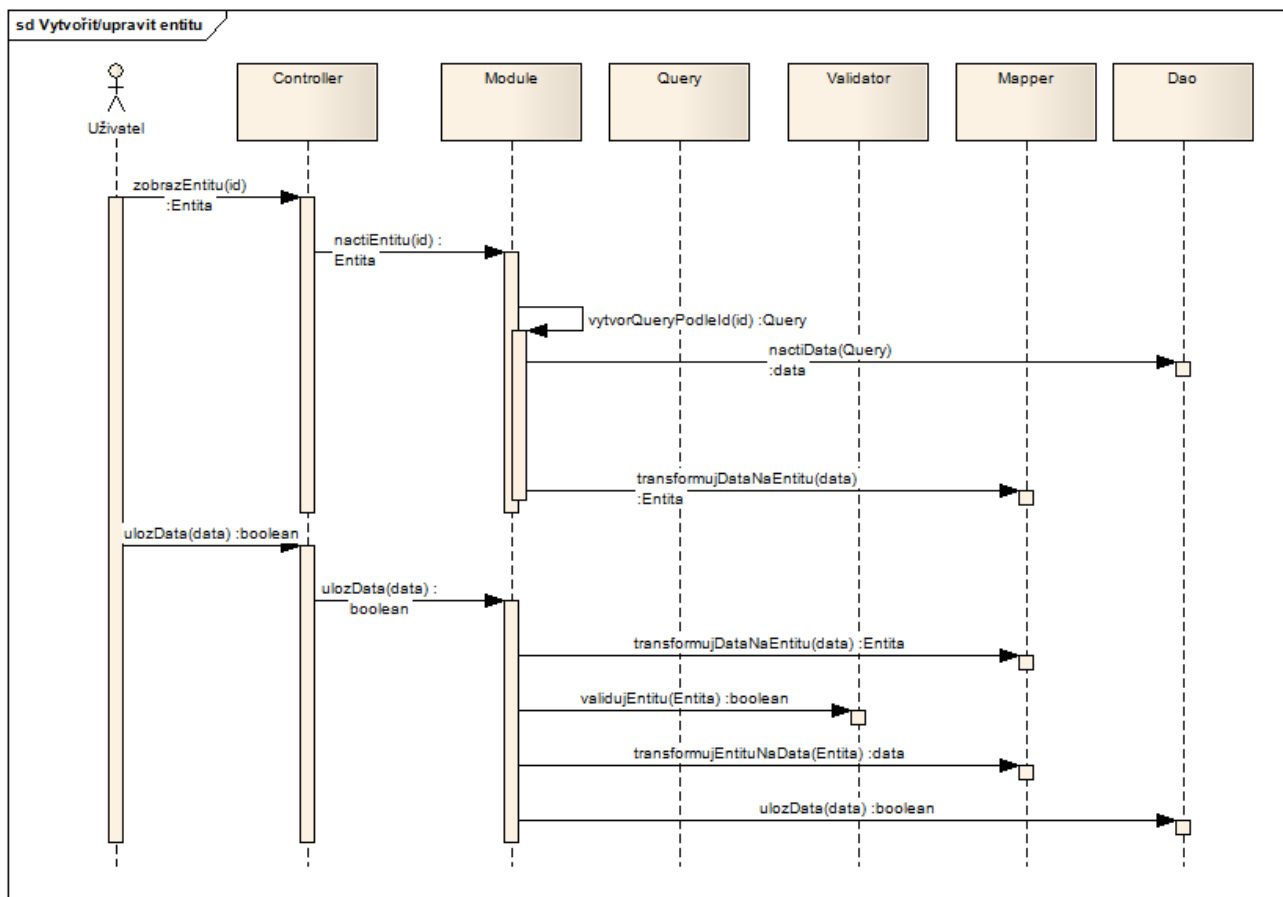 sd Vytvořit/upravit entitu
Uživatel
Controller
Module
Query
Validator
Mapper
Dao
zobrazEntitu(id)
:Entita
nactiEntitu(id) :
Entita
vytvorQueryPodleId(id) :Query
nactiData(Query)
:data
transformujDataNaEntitu(data)
:Entita
ulozData(data) :boolean
ulozData(data) :
boolean
transformujDataNaEntitu(data) :Entita
validujEntitu(Entita) :boolean
transformujEntituNaData(Entita) :data
ulozData(data) :boolean